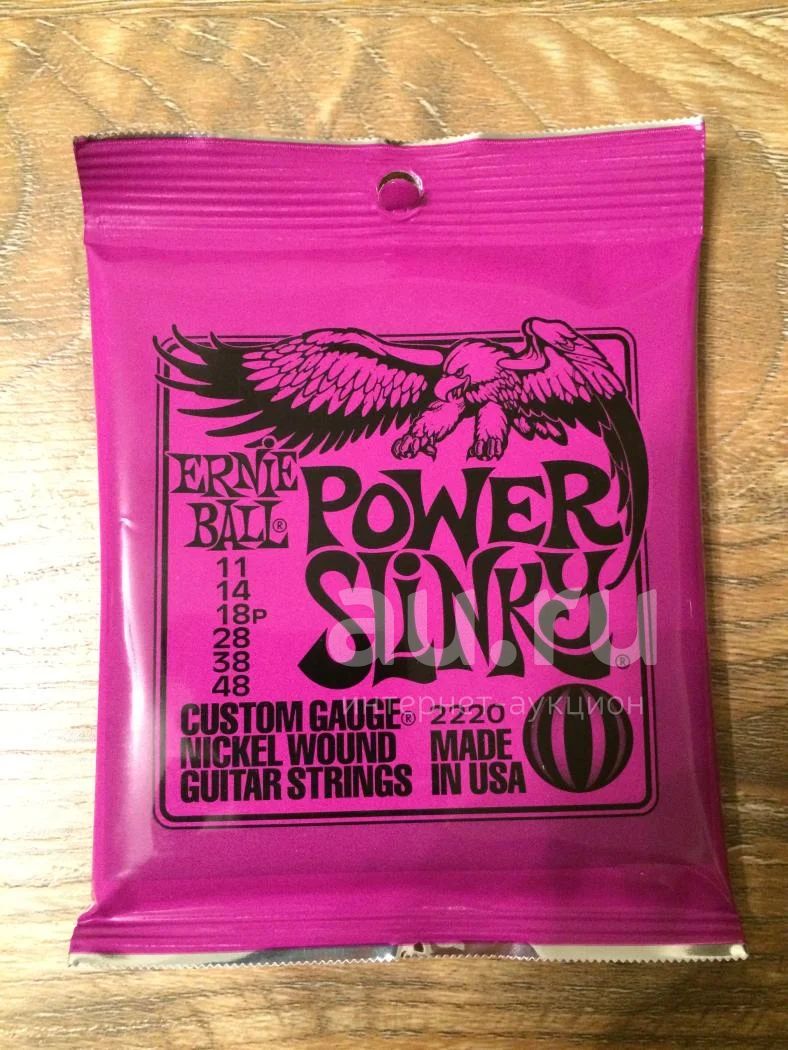 ERNIE
BALL®
POWER
SLINKY®
11
14
18P
28
38
48
CUSTOM GAUGE® 2220
NICKEL WOUND MADE
GUITAR STRINGS IN USA
au.ru
интернет-аукцион